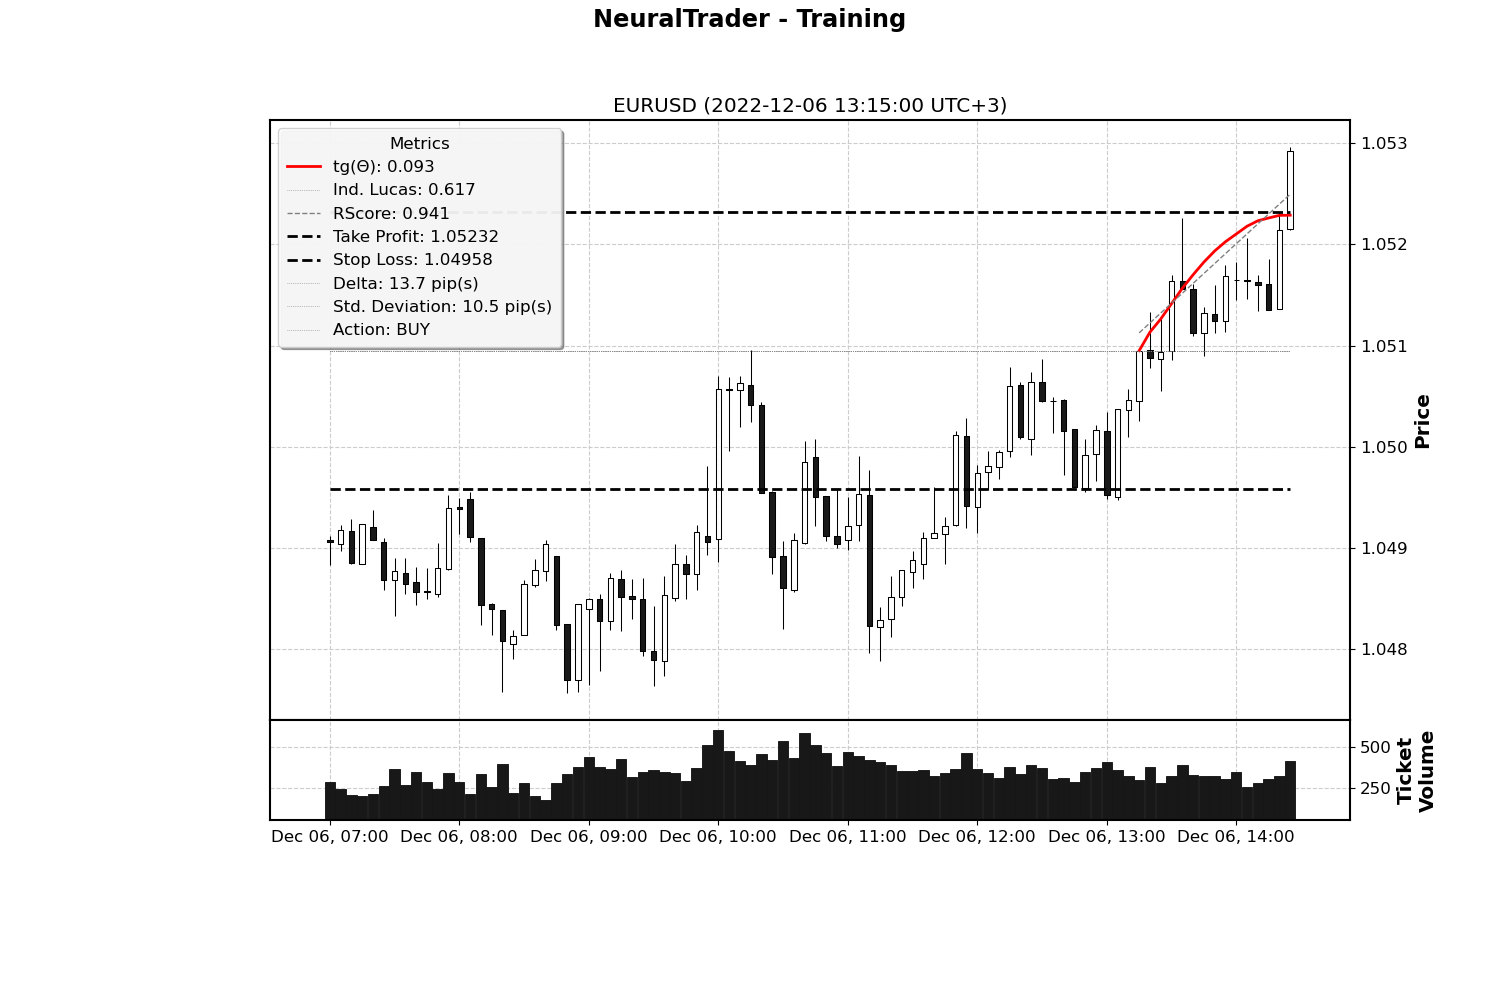 NeuralTrader - Training
EURUSD (2022-12-06 13:15:00 UTC+3)
Metrics
tg(Θ): 0.093
Ind. Lucas: 0.617
RScore: 0.941
Take Profit: 1.05232
Stop Loss: 1.04958
Delta: 13.7 pip(s)
Std. Deviation: 10.5 pip(s)
Action: BUY
1.053
1.052
1.051
1.050
1.049
1.048
Price
500
250
Ticket
Volume
Dec 06, 07:00 Dec 06, 08:00 Dec 06, 09:00 Dec 06, 10:00 Dec 06, 11:00 Dec 06, 12:00 Dec 06, 13:00 Dec 06, 14:00